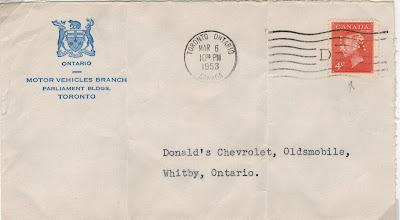 ONTARIO
MOTOR VEHICLES BRANCH
PARLIAMENT BLDGS.
TORONTO
TORONTO ONTARIO
MAR 6
10 PM
1953
CANADA
D
CANADA
4¢
Donald's Chevrolet, Oldsmobile,
Whitby, Ontario.